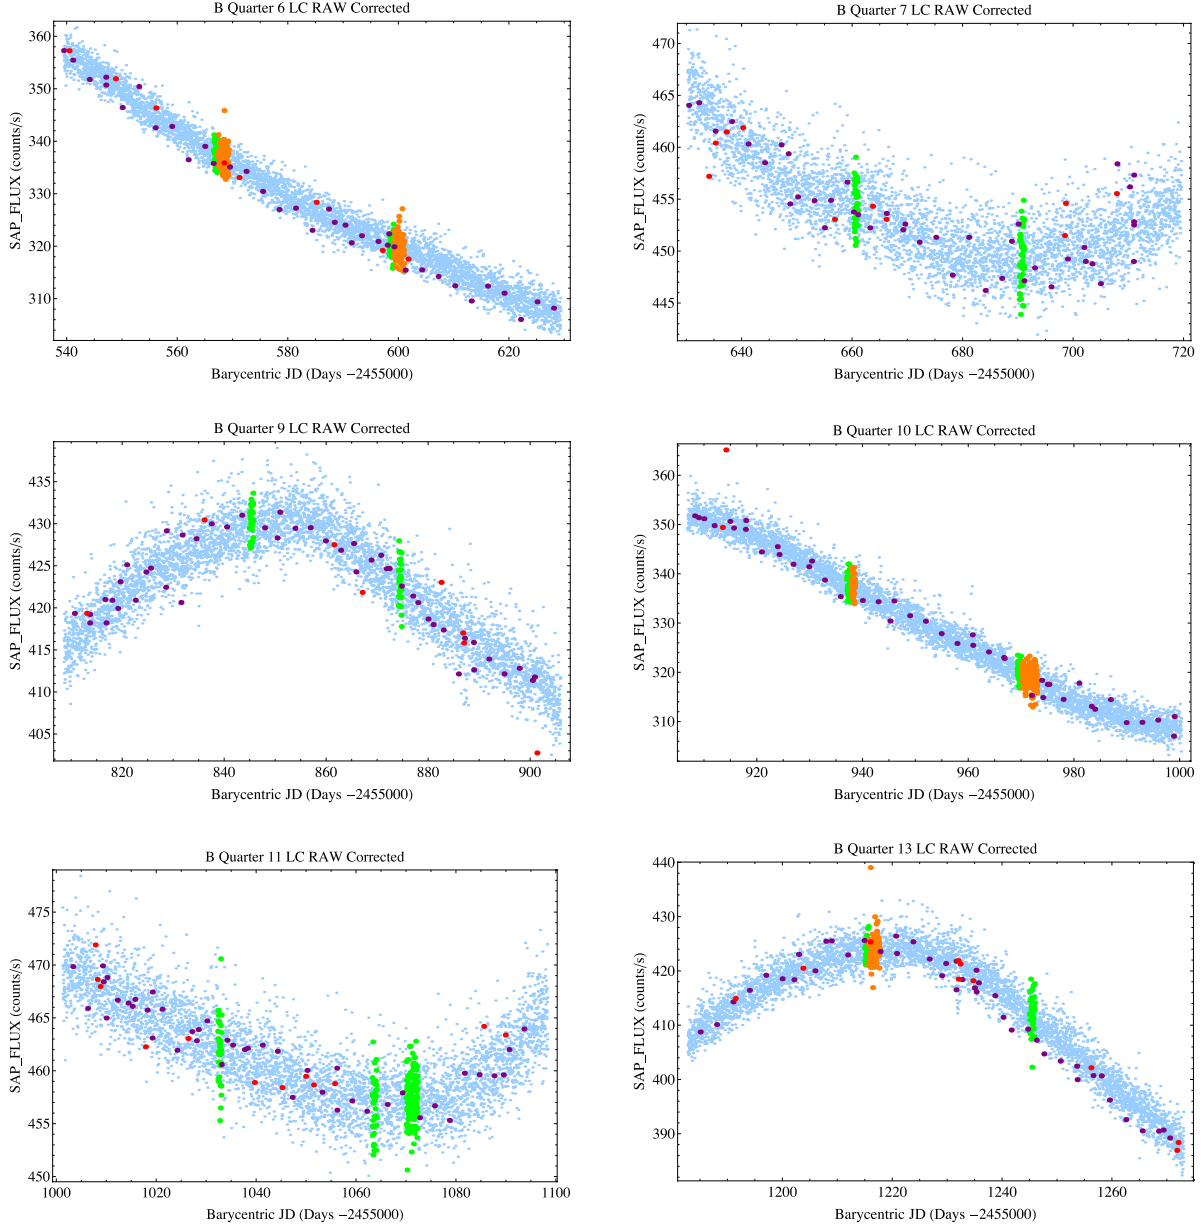 B Quarter 6 LC RAW Corrected
SAP_FLUX (counts/s)
360
350
340
330
320
310
540 560 580 600 620
Barycentric JD (Days −2455000)
B Quarter 7 LC RAW Corrected
SAP_FLUX (counts/s)
470
465
460
455
450
445
640 660 680 700 720
Barycentric JD (Days −2455000)
B Quarter 9 LC RAW Corrected
SAP_FLUX (counts/s)
435
430
425
420
415
410
405
820 840 860 880 900
Barycentric JD (Days −2455000)
B Quarter 10 LC RAW Corrected
SAP_FLUX (counts/s)
360
350
340
330
320
310
920 940 960 980 1000
Barycentric JD (Days −2455000)
B Quarter 11 LC RAW Corrected
SAP_FLUX (counts/s)
475
470
465
460
455
450
1000 1020 1040 1060 1080 1100
Barycentric JD (Days −2455000)
B Quarter 13 LC RAW Corrected
SAP_FLUX (counts/s)
440
430
420
410
400
390
1200 1220 1240 1260
Barycentric JD (Days −2455000)